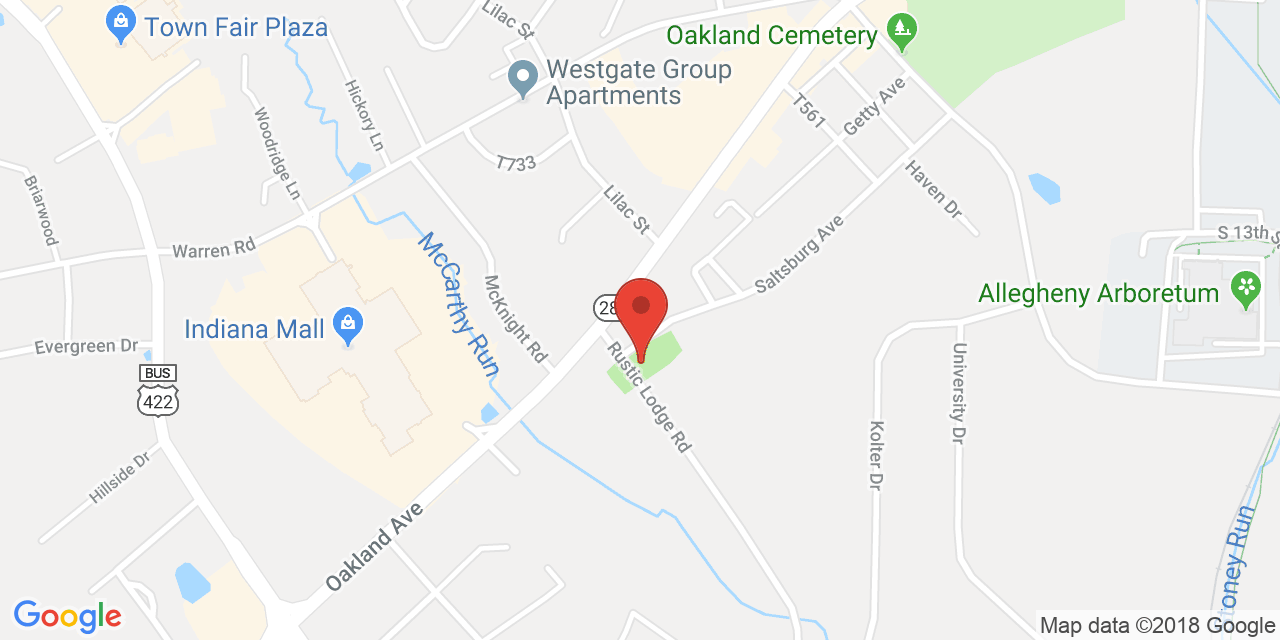 Lilac St
Town Fair Plaza
Oakland Cemetery
Westgate Group
Apartments
Hickory Ln
Woodridge Ln
T561
Getty Ave
T733
Briarwood
Haven Dr
Lilac St
Warren Rd
McCarthy Run
S 13th S
Saltsburg Ave
Allegheny Arboretum
McKnight Rd
28
Indiana Mall
Evergreen Dr
BUS
422
Rustic Lodge Rd
University Dr
Kolter Dr
Hillside Dr
Oakland Ave
toney Run
Google
Map data ©2018 Google